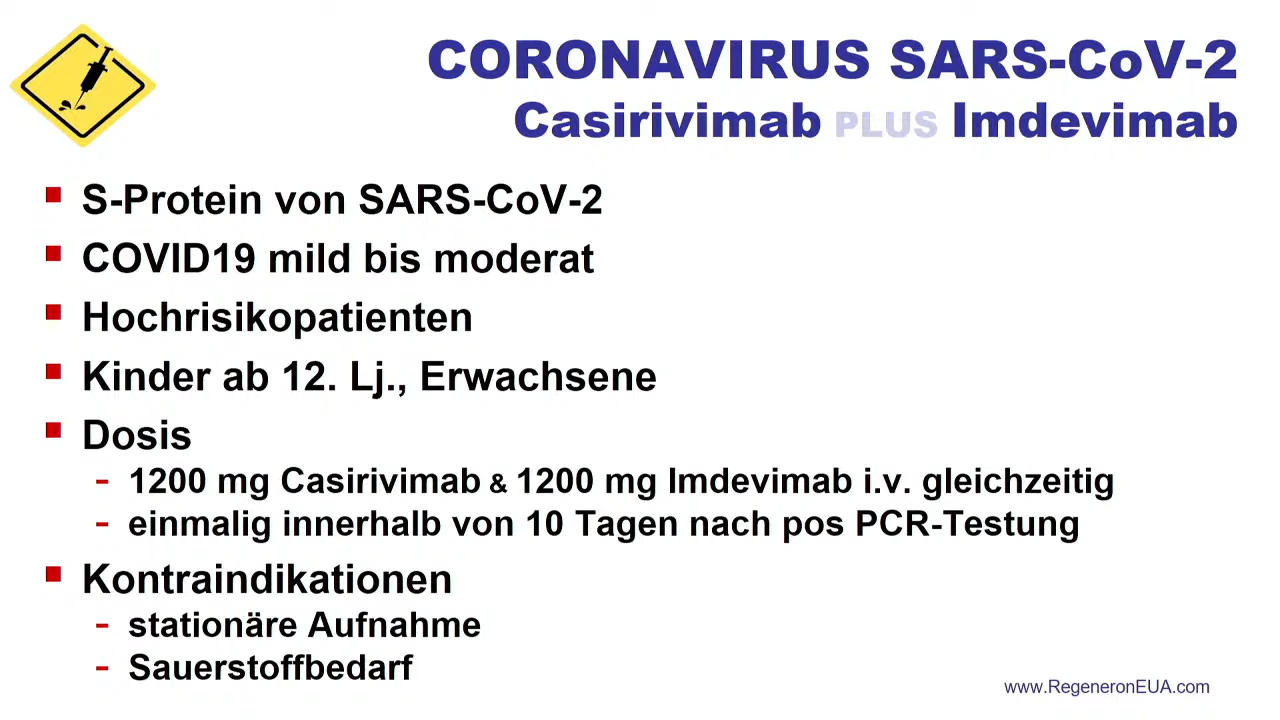 CORONAVIRUS SARS-CoV-2
Casirivimab PLUS Imdevimab
S-Protein von SARS-CoV-2
COVID19 mild bis moderat
Hochrisikopatienten
Kinder ab 12. Lj., Erwachsene
Dosis
- 1200 mg Casirivimab & 1200 mg Imdevimab i.v. gleichzeitig
- einmalig innerhalb von 10 Tagen nach pos PCR-Testung
Kontraindikationen
- stationäre Aufnahme
- Sauerstoffbedarf
www.RegeneronEUA.com